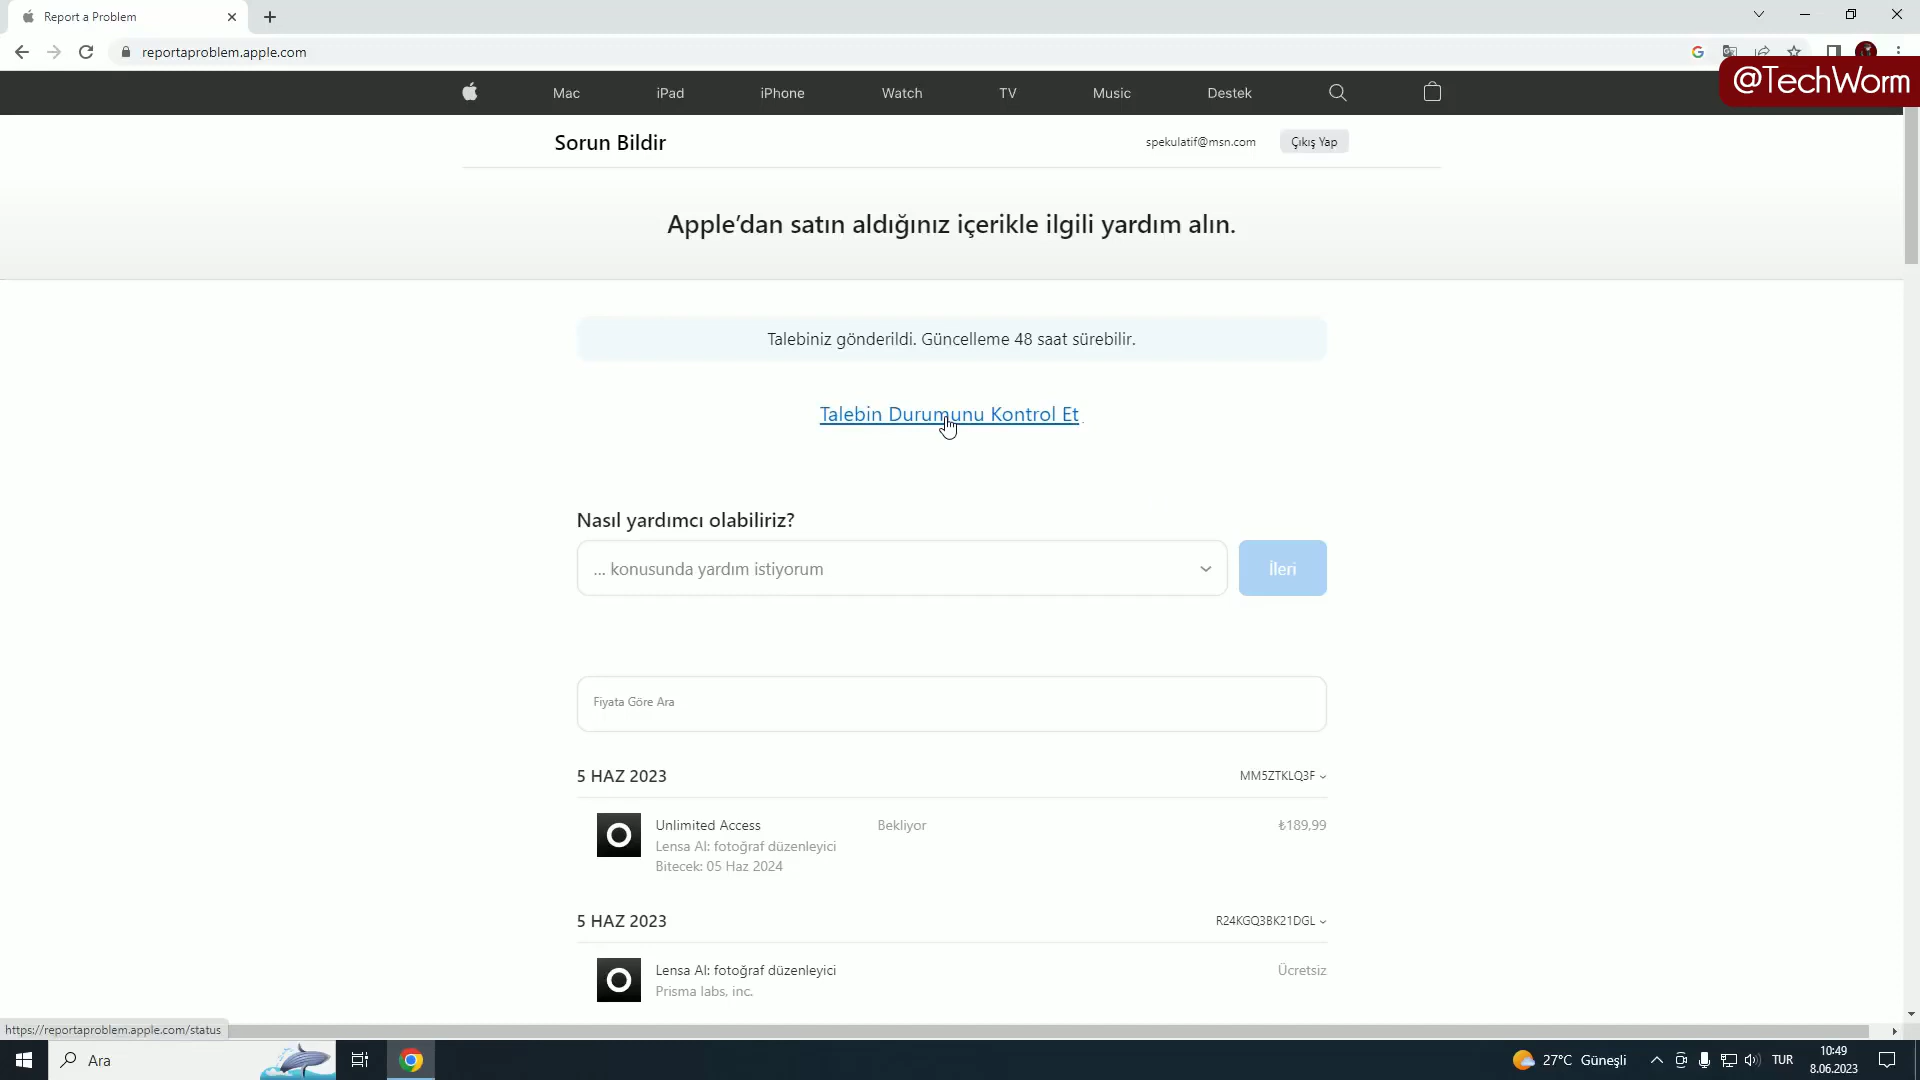 Report a Problem
reportaproblem.apple.com
@TechWorm
Mac iPad iPhone Watch TV Music Destek
Sorun Bildir spekulatif@msn.com Çıkış Yap
Apple’dan satın aldığınız içerikle ilgili yardım alın.
Talebiniz gönderildi. Güncelleme 48 saat sürebilir.
Talebin Durumunu Kontrol Et
Nasıl yardımcı olabiliriz?
... konusunda yardım istiyorum İleri
Fiyata Göre Ara
5 HAZ 2023 MM5ZTKLQ3F
Unlimited Access Bekliyor ₺189,99
Lensa AI: fotoğraf düzenleyici
Bitecek: 05 Haz 2024
5 HAZ 2023 R24KGQ3BK21DGL
Lensa AI: fotoğraf düzenleyici Ücretsiz
Prisma labs, inc.
https://reportaproblem.apple.com/status
Ara 27°C Güneşli TUR 10:49
8.06.2023